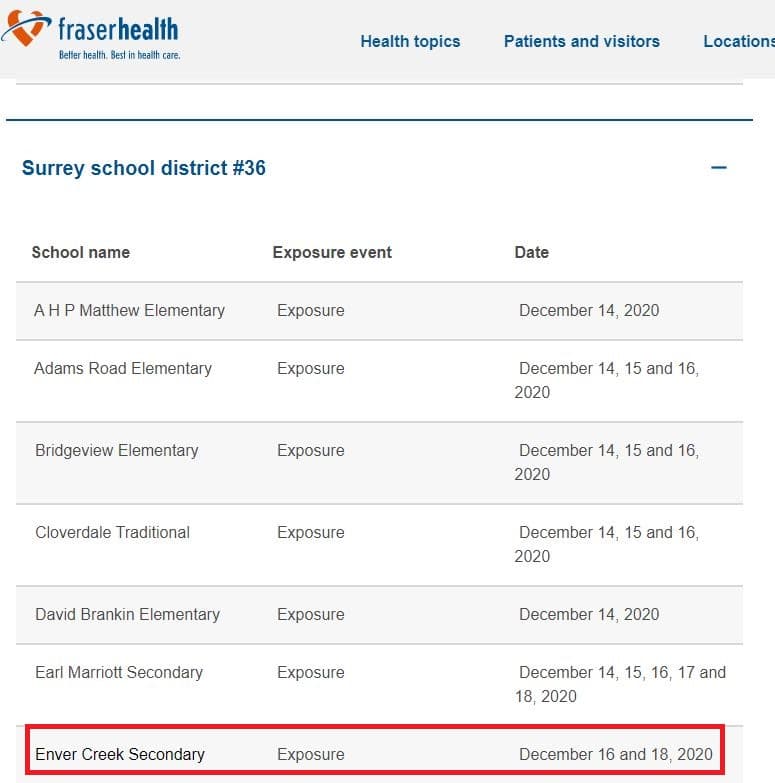 fraserhealth
Better health. Best in health care.
Health topics Patients and visitors Locations
Surrey school district #36 –
School name Exposure event Date
A H P Matthew Elementary Exposure December 14, 2020
Adams Road Elementary Exposure December 14, 15 and 16,
2020
Bridgeview Elementary Exposure December 14, 15 and 16,
2020
Cloverdale Traditional Exposure December 14, 15 and 16,
2020
David Brankin Elementary Exposure December 14, 2020
Earl Marriott Secondary Exposure December 14, 15, 16, 17 and
18, 2020
Enver Creek Secondary Exposure December 16 and 18, 2020